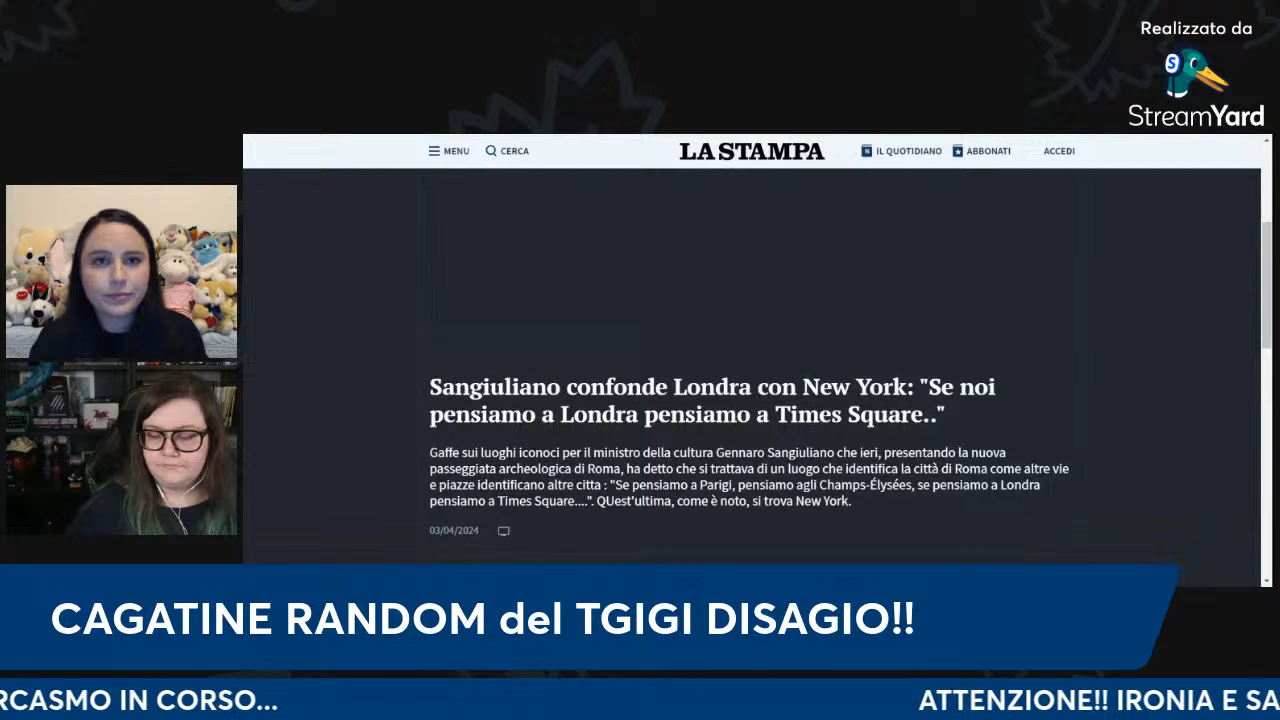 Realizzato da
StreamYard
MENU CERCA LA STAMPA IL QUOTIDIANO ABBONATI ACCEDI
Sangiuliano confonde Londra con New York: "Se noi
pensiamo a Londra pensiamo a Times Square.."
Gaffe sui luoghi iconoci per il ministro della cultura Gennaro Sangiuliano che ieri, presentando la nuova
passeggiata archeologica di Roma, ha detto che si trattava di un luogo che identifica la città di Roma come altre vie
e piazze identificano altre citta : "Se pensiamo a Parigi, pensiamo agli Champs-Élysées, se pensiamo a Londra
pensiamo a Times Square....". QUest'ultima, come è noto, si trova New York.
03/04/2024
CAGATINE RANDOM del TGIGI DISAGIO!!
RCASMO IN CORSO... ATTENZIONE!! IRONIA E SA